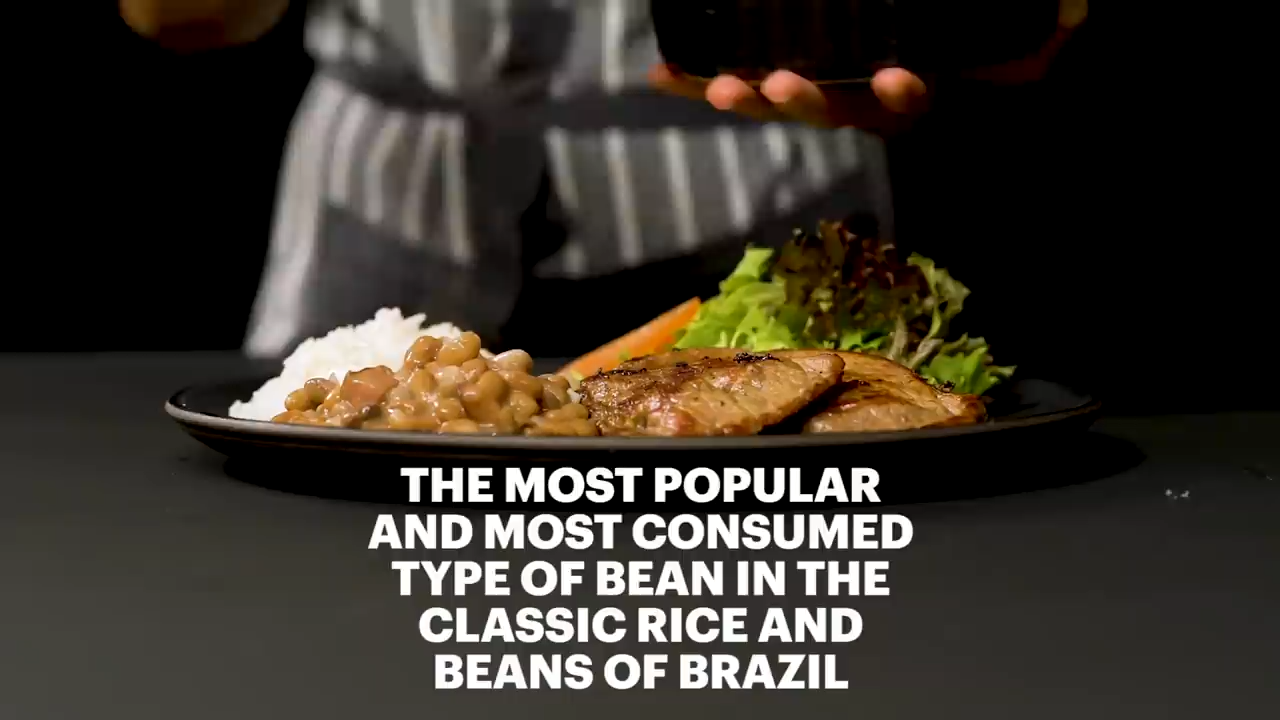 THE MOST POPULAR
AND MOST CONSUMED
TYPE OF BEAN IN THE
CLASSIC RICE AND
BEANS OF BRAZIL